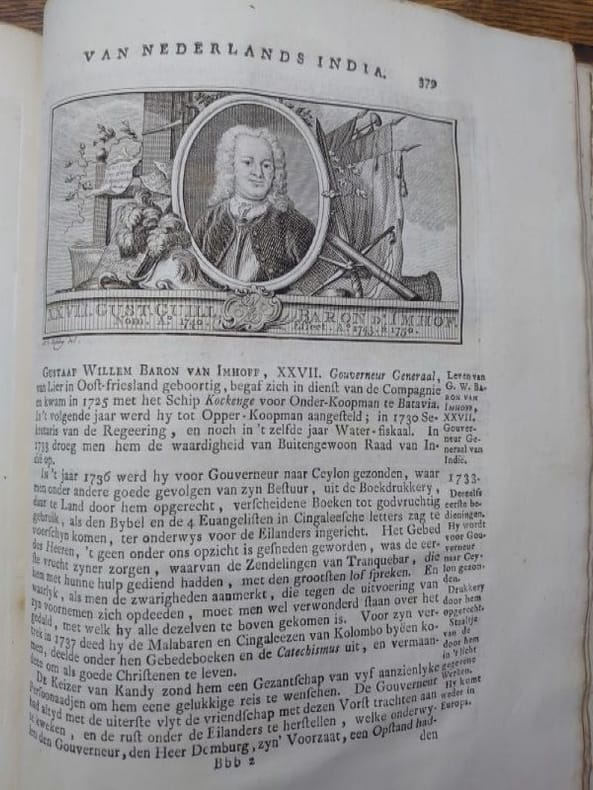 VAN NEDERLANDS INDIA.
379
XXVII. GUST. GUILL. BARON D' IMHOF.
Nom. Aº. 1740. Effect. Aº. 1743. † 1750.
GUSTAAF WILLEM BARON VAN IMHOFF, XXVII. Gouverneur Generaal,
van Lier in Oost-friesland geboortig, begaf zich in dienst van de Compagnie
en kwam in 1725 met het Schip Kockenge voor Onder-Koopman te Batavia.
In 't volgende jaar werd hy tot Opper-Koopman aangesteld; in 1730 Se-
kretaris van de Regeering, en noch in 't zelfde jaar Water-fiskaal. In
1733 droeg men hem de waardigheid van Buitengewoon Raad van In-
dië op.
In 't jaar 1736 werd hy voor Gouverneur naar Ceylon gezonden, waar
men onder andere goede gevolgen van zyn Bestuur, uit de Boekdrukkery,
daar te Land door hem opgerecht, verscheidene Boeken tot godvruchtig
gebruik, als den Bybel en de 4 Euangelisten in Cingaleesche letters zag te
voorschyn komen, ter onderwys voor de Eilanders ingericht. Het Gebed
des Heeren, 't geen onder ons opzicht is gesneden geworden, was de eer-
ste vrucht zyner zorgen, waarvan de Zendelingen van Tranquebar, die
hem met hunne hulp gediend hadden, met den grootsten lof spreken. En
waarlyk, als men de zwarigheden aanmerkt, die tegen de uitvoering van
zyn voornemen zich opdeeden, moet men wel verwonderd staan over het
geduld, met welk hy alle dezelven te boven gekomen is. Voor zyn ver-
trek in 1737 deed hy de Malabaren en Cingaleezen van Kolombo byëen ko-
men, deelde onder hen Gebedeboeken en de Catechismus uit, en vermaan-
deen om als goede Christenen te leven.
De Keizer van Kandy zond hem een Gezantschap van vyf aanzienlyke
Persoonaadjen om hem eene gelukkige reis te wenschen. De Gouverneur
had altyd met de uiterste vlyt de vriendschap met dezen Vorst trachten aan
te kweken, en de rust onder de Eilanders te herstellen, welke onderwy-
len den Gouverneur, den Heer Domburg, zyn' Voorzaat, een Opstand had-
den
Bbb 2
Leven van
G. W. BA-
RON VAN
IMHOFF,
XXVII.
Gouver-
neur Ge-
neraal van
Indië.
1733.
Deszelfs
eerste be-
dieningen.
Hy wordt
voor Gou-
verneur
naar Cey-
lon gezon-
den.
Drukkery
door hem
opgerecht.
Staaltje
van de
door hem
in 't licht
gegevene
Werken.
Hy komt
weder in
Europa.